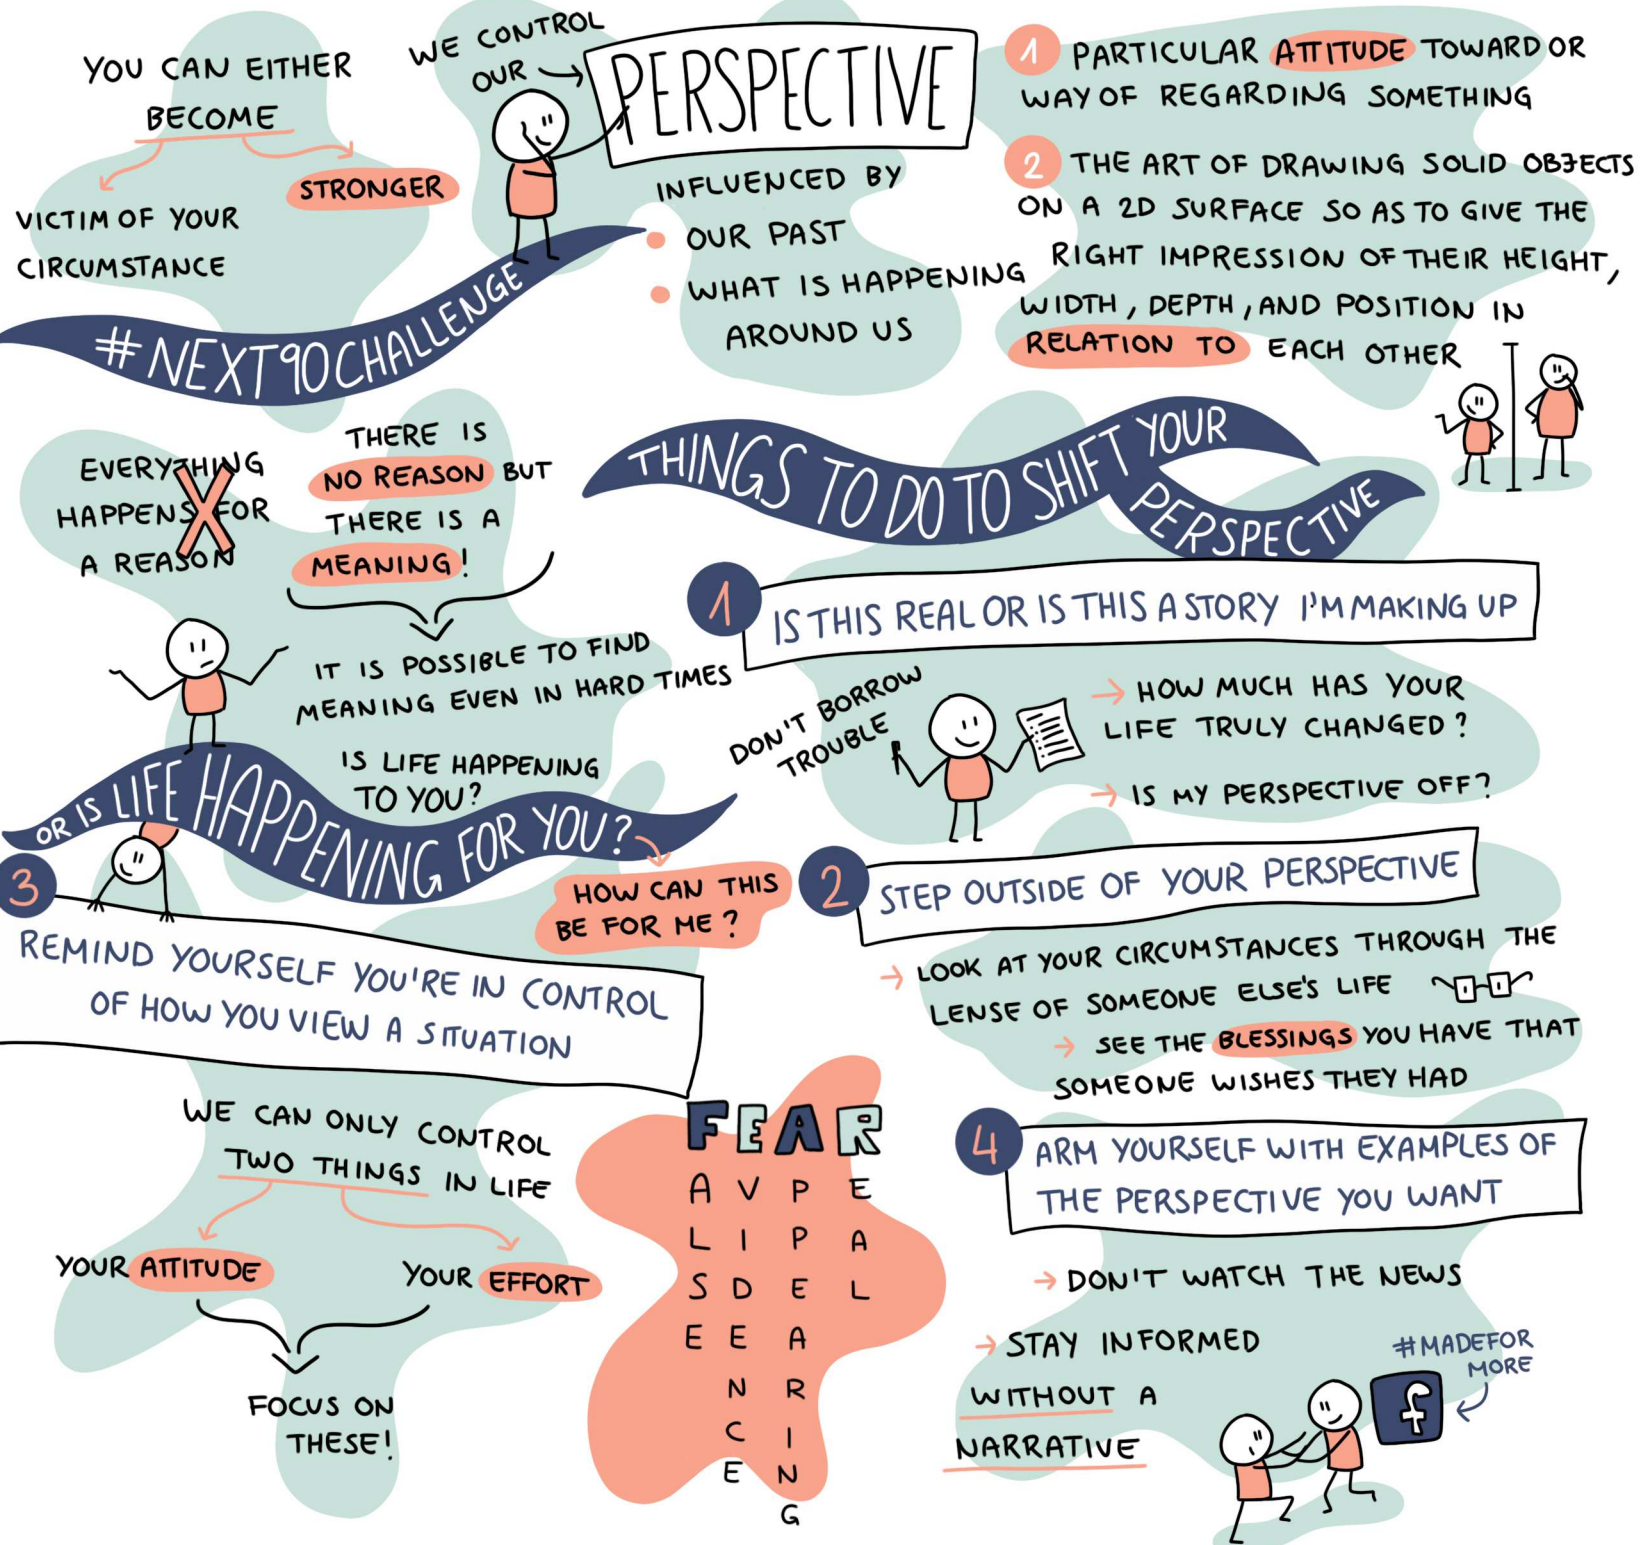 YOU CAN EITHER
BECOME
VICTIM OF YOUR
CIRCUMSTANCE
STRONGER
WE CONTROL
OUR
PERSPECTIVE
INFLUENCED BY
OUR PAST
WHAT IS HAPPENING
AROUND US
1 PARTICULAR ATTITUDE TOWARD OR
WAY OF REGARDING SOMETHING
2 THE ART OF DRAWING SOLID OBJECTS
ON A 2D SURFACE SO AS TO GIVE THE
RIGHT IMPRESSION OF THEIR HEIGHT,
WIDTH, DEPTH, AND POSITION IN
RELATION TO EACH OTHER
#NEXT90CHALLENGE
EVERYTHING
HAPPENS FOR
A REASON
THERE IS
NO REASON BUT
THERE IS A
MEANING!
IT IS POSSIBLE TO FIND
MEANING EVEN IN HARD TIMES
IS LIFE HAPPENING
TO YOU?
OR IS LIFE HAPPENING FOR YOU?
HOW CAN THIS
BE FOR ME?
THINGS TO DO TO SHIFT YOUR
PERSPECTIVE
1 IS THIS REAL OR IS THIS A STORY I'M MAKING UP
DON'T BORROW
TROUBLE
HOW MUCH HAS YOUR
LIFE TRULY CHANGED?
IS MY PERSPECTIVE OFF?
2 STEP OUTSIDE OF YOUR PERSPECTIVE
LOOK AT YOUR CIRCUMSTANCES THROUGH THE
LENSE OF SOMEONE ELSE'S LIFE
SEE THE BLESSINGS YOU HAVE THAT
SOMEONE WISHES THEY HAD
3
REMIND YOURSELF YOU'RE IN CONTROL
OF HOW YOU VIEW A SITUATION
WE CAN ONLY CONTROL
TWO THINGS IN LIFE
YOUR ATTITUDE
YOUR EFFORT
FOCUS ON
THESE!
FEAR
FALSE
EVIDENCE
APPEARING
REAL
4 ARM YOURSELF WITH EXAMPLES OF
THE PERSPECTIVE YOU WANT
DON'T WATCH THE NEWS
STAY INFORMED
WITHOUT A
NARRATIVE
#MADEFOR
MORE
f